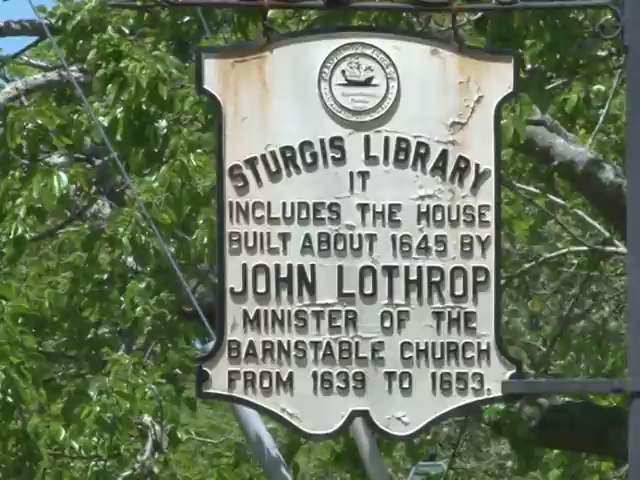 STURGIS LIBRARY
IT
INCLUDES THE HOUSE
BUILT ABOUT 1645 BY
JOHN LOTHROP
MINISTER OF THE
BARNSTABLE CHURCH
FROM 1639 TO 1653.